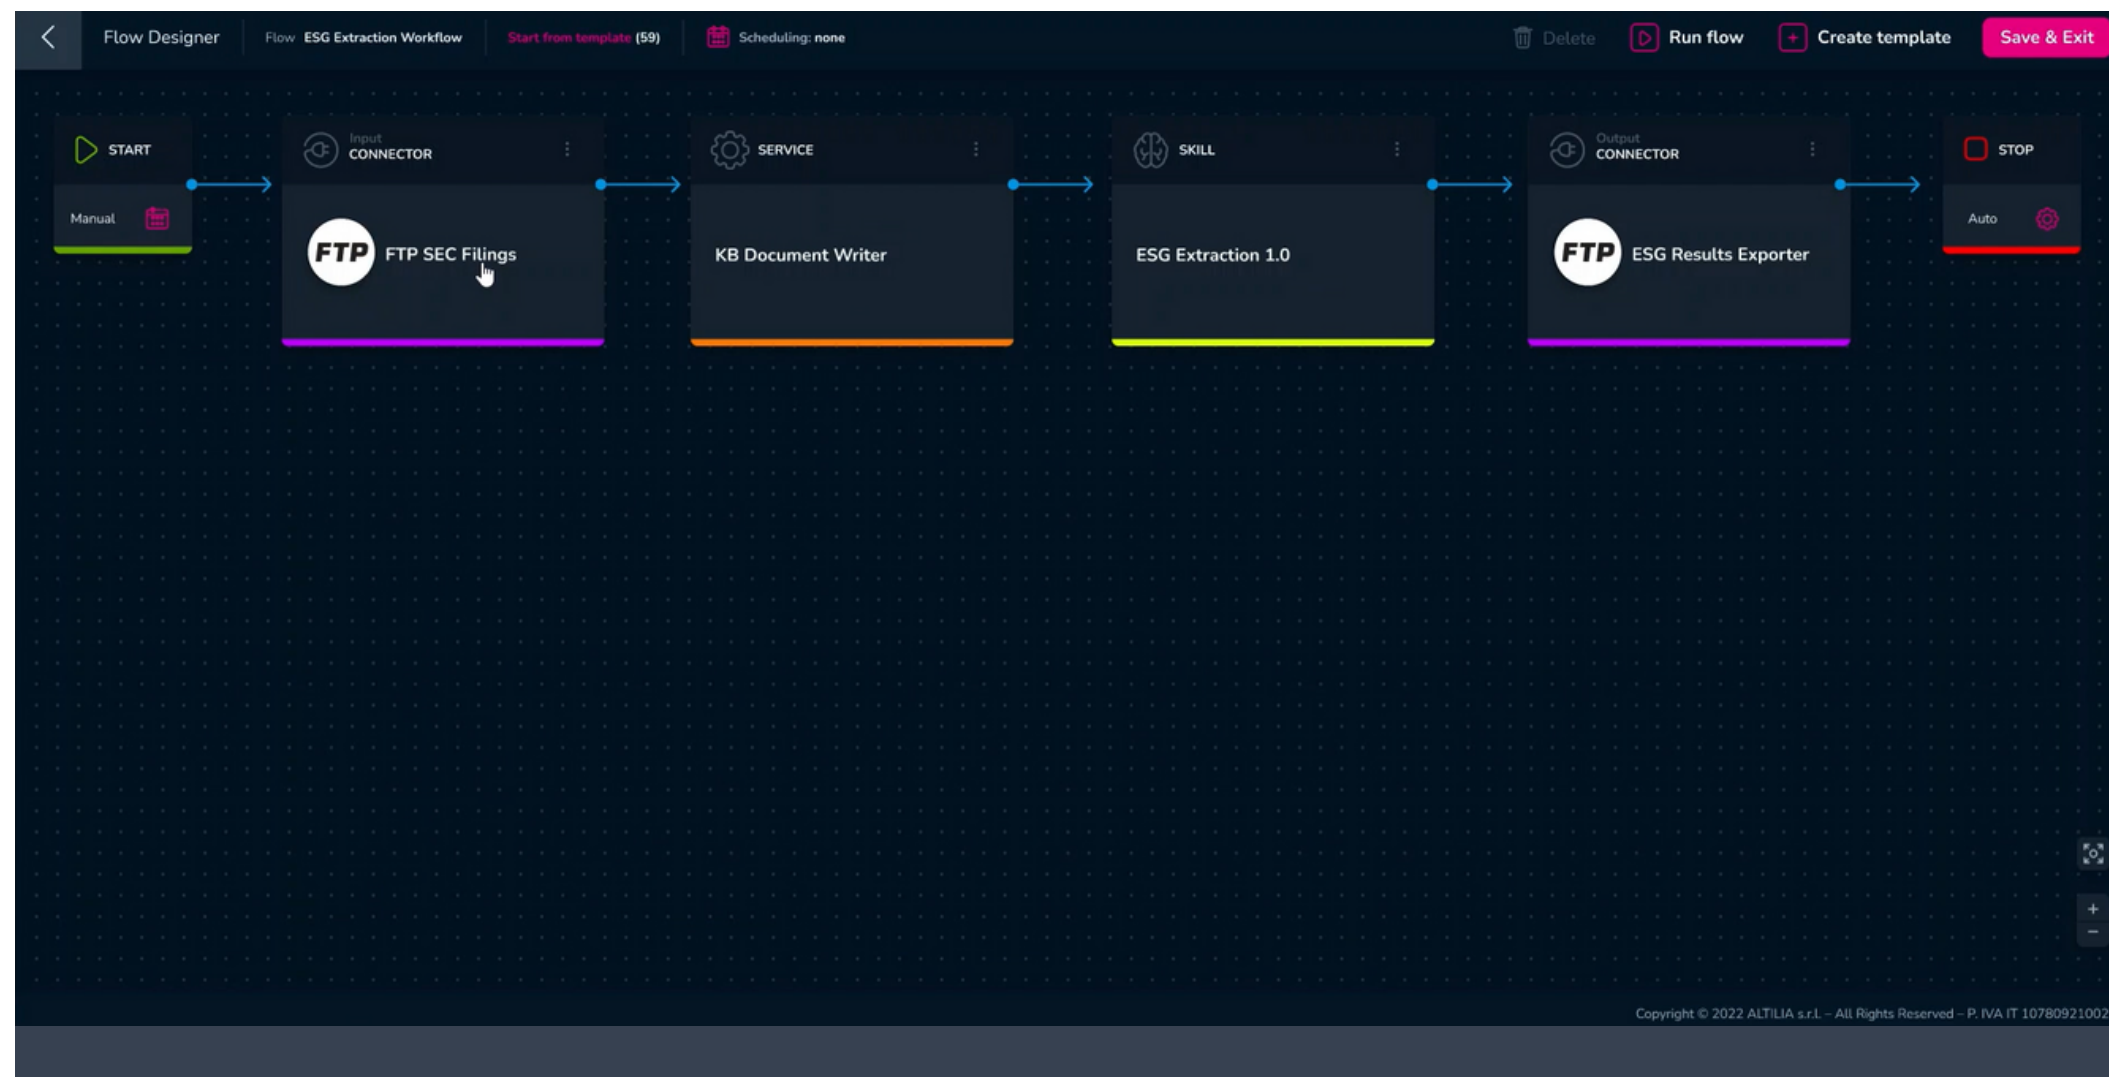 Flow Designer
Flow ESG Extraction Workflow
Start from template (59)
Scheduling: none
Delete
Run flow
Create template
Save & Exit
START
Manual
Input
CONNECTOR
FTP
FTP SEC Filings
SERVICE
KB Document Writer
SKILL
ESG Extraction 1.0
Output
CONNECTOR
FTP
ESG Results Exporter
STOP
Auto
Copyright © 2022 ALTILIA s.r.l. – All Rights Reserved – P. IVA IT 10780921002